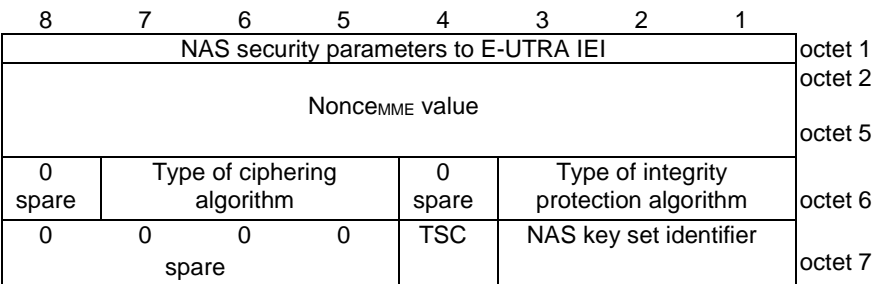 8 7 6 5 4 3 2 1
NAS security parameters to E-UTRA IEI octet 1
octet 2
NonceMME value
octet 5
0 Type of ciphering 0 Type of integrity
spare algorithm spare protection algorithm octet 6
0 0 0 0 TSC NAS key set identifier
spare octet 7